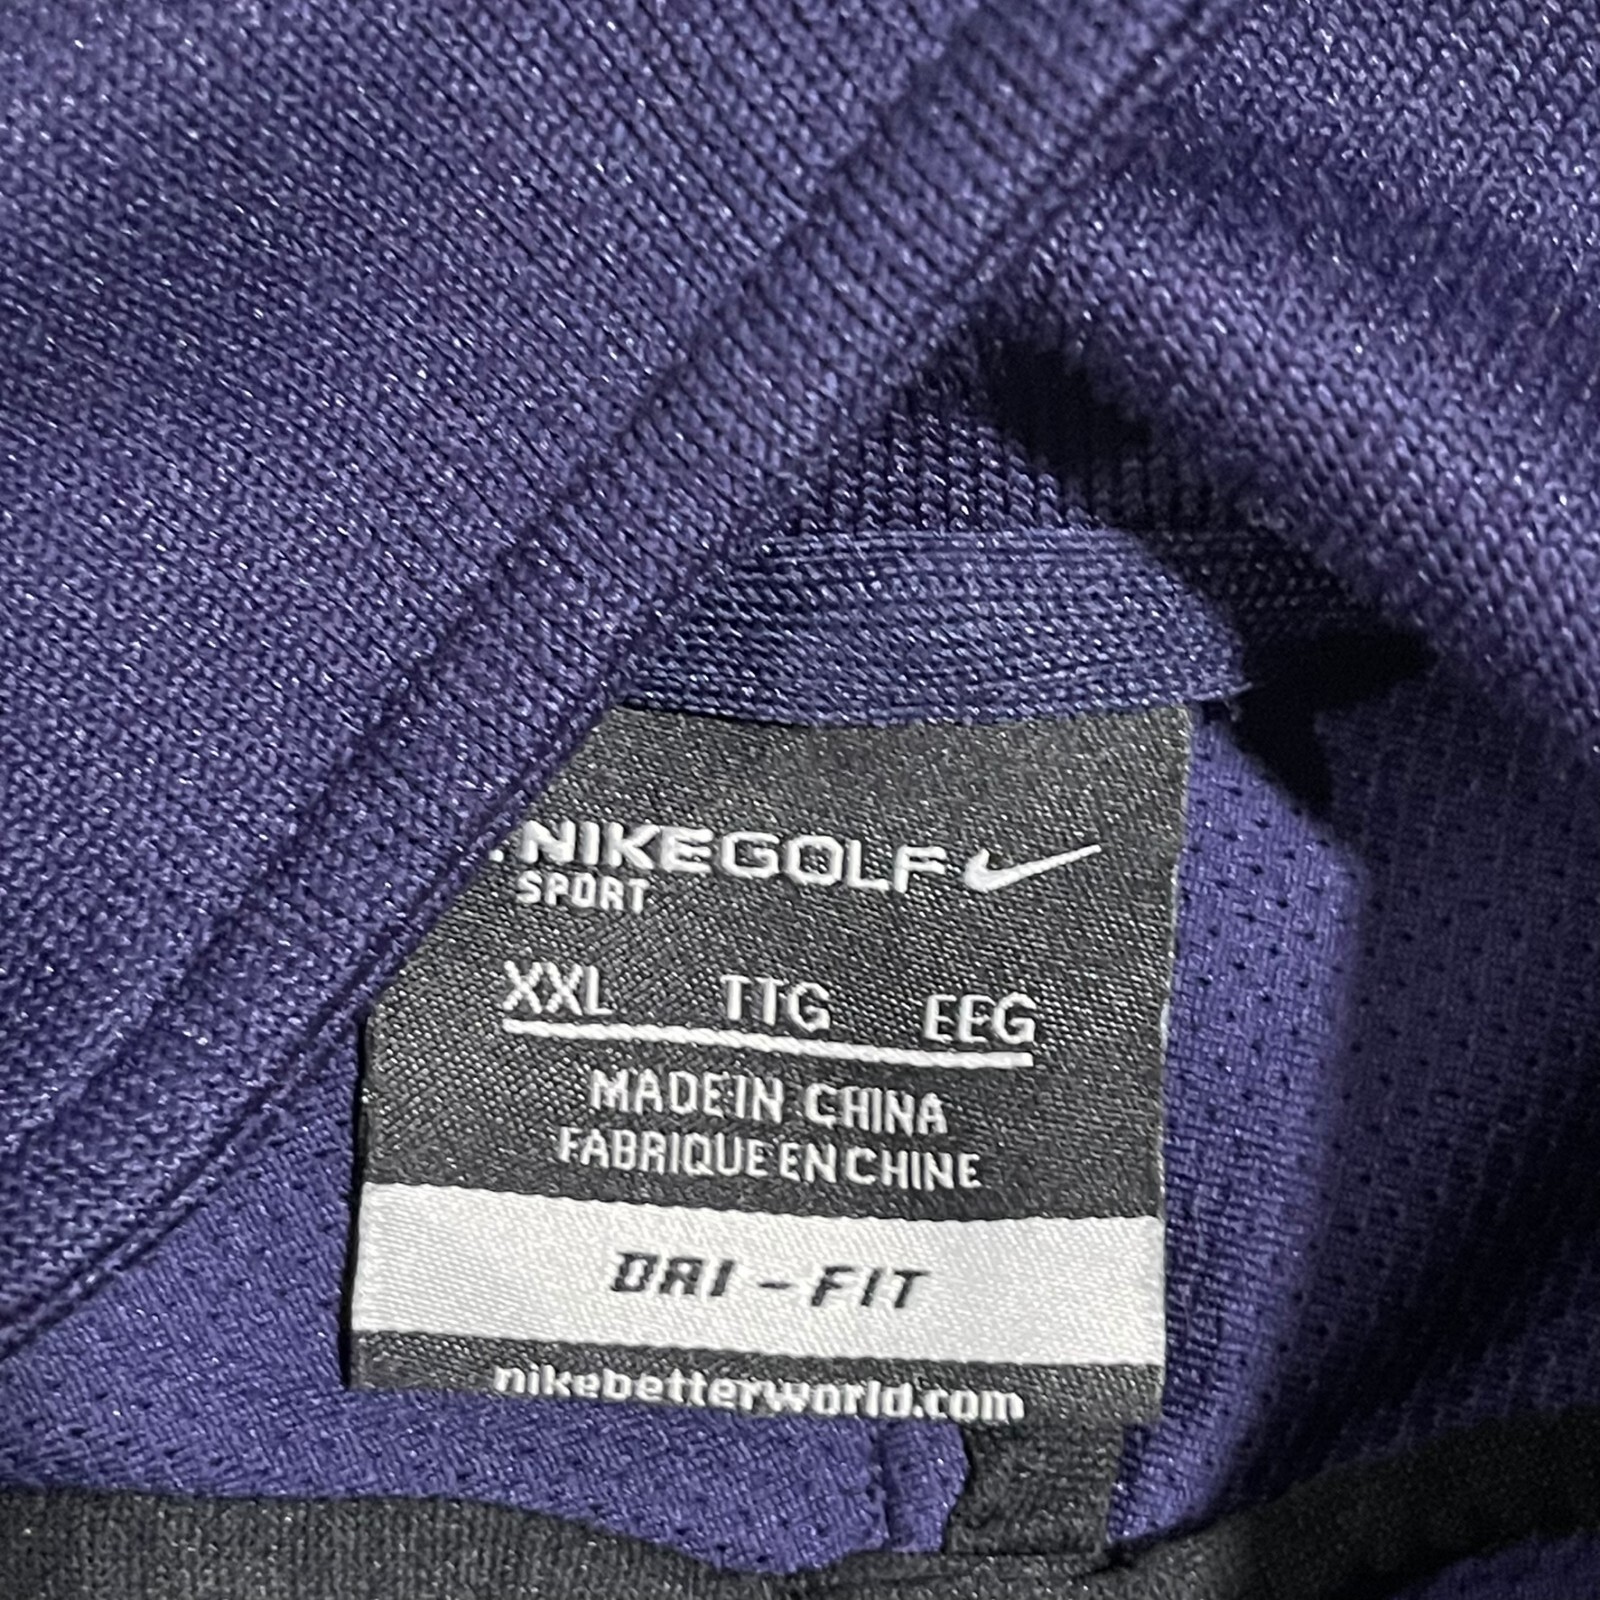 NIKEGOLF
SPORT
XXL TTG EEG
MADE IN CHINA
FABRIQUE EN CHINE
DRI-FIT
nikebetterworld.com